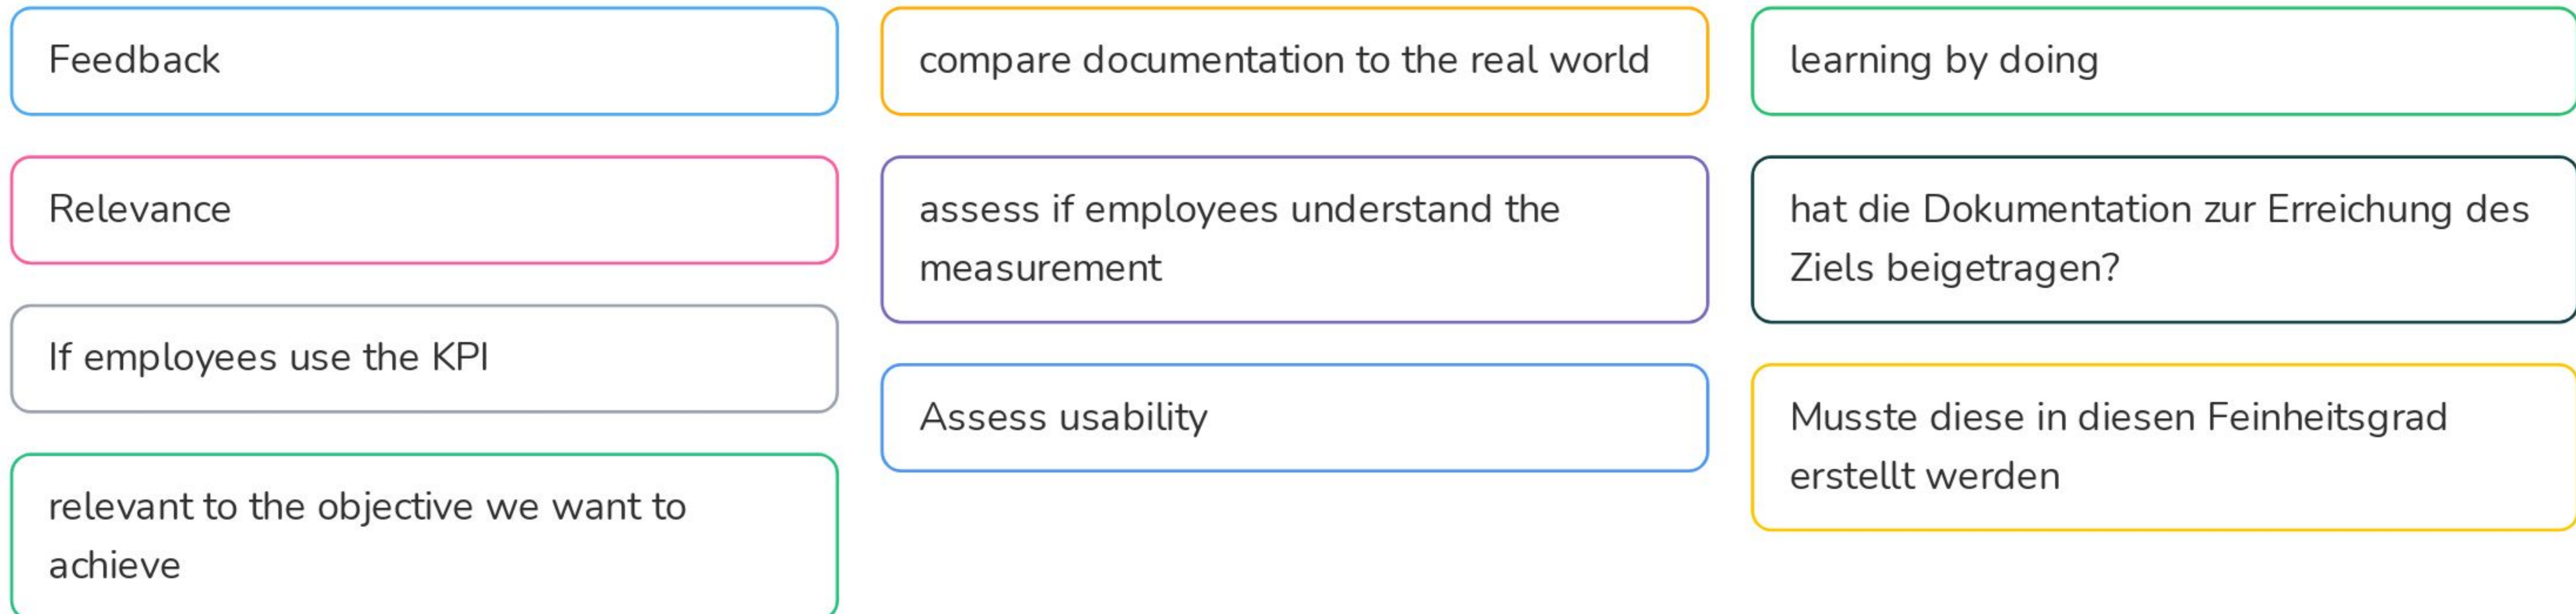 Feedback
Relevance
If employees use the KPI
relevant to the objective we want to
achieve
compare documentation to the real world
assess if employees understand the
measurement
Assess usability
learning by doing
hat die Dokumentation zur Erreichung des
Ziels beigetragen?
Musste diese in diesen Feinheitsgrad
erstellt werden